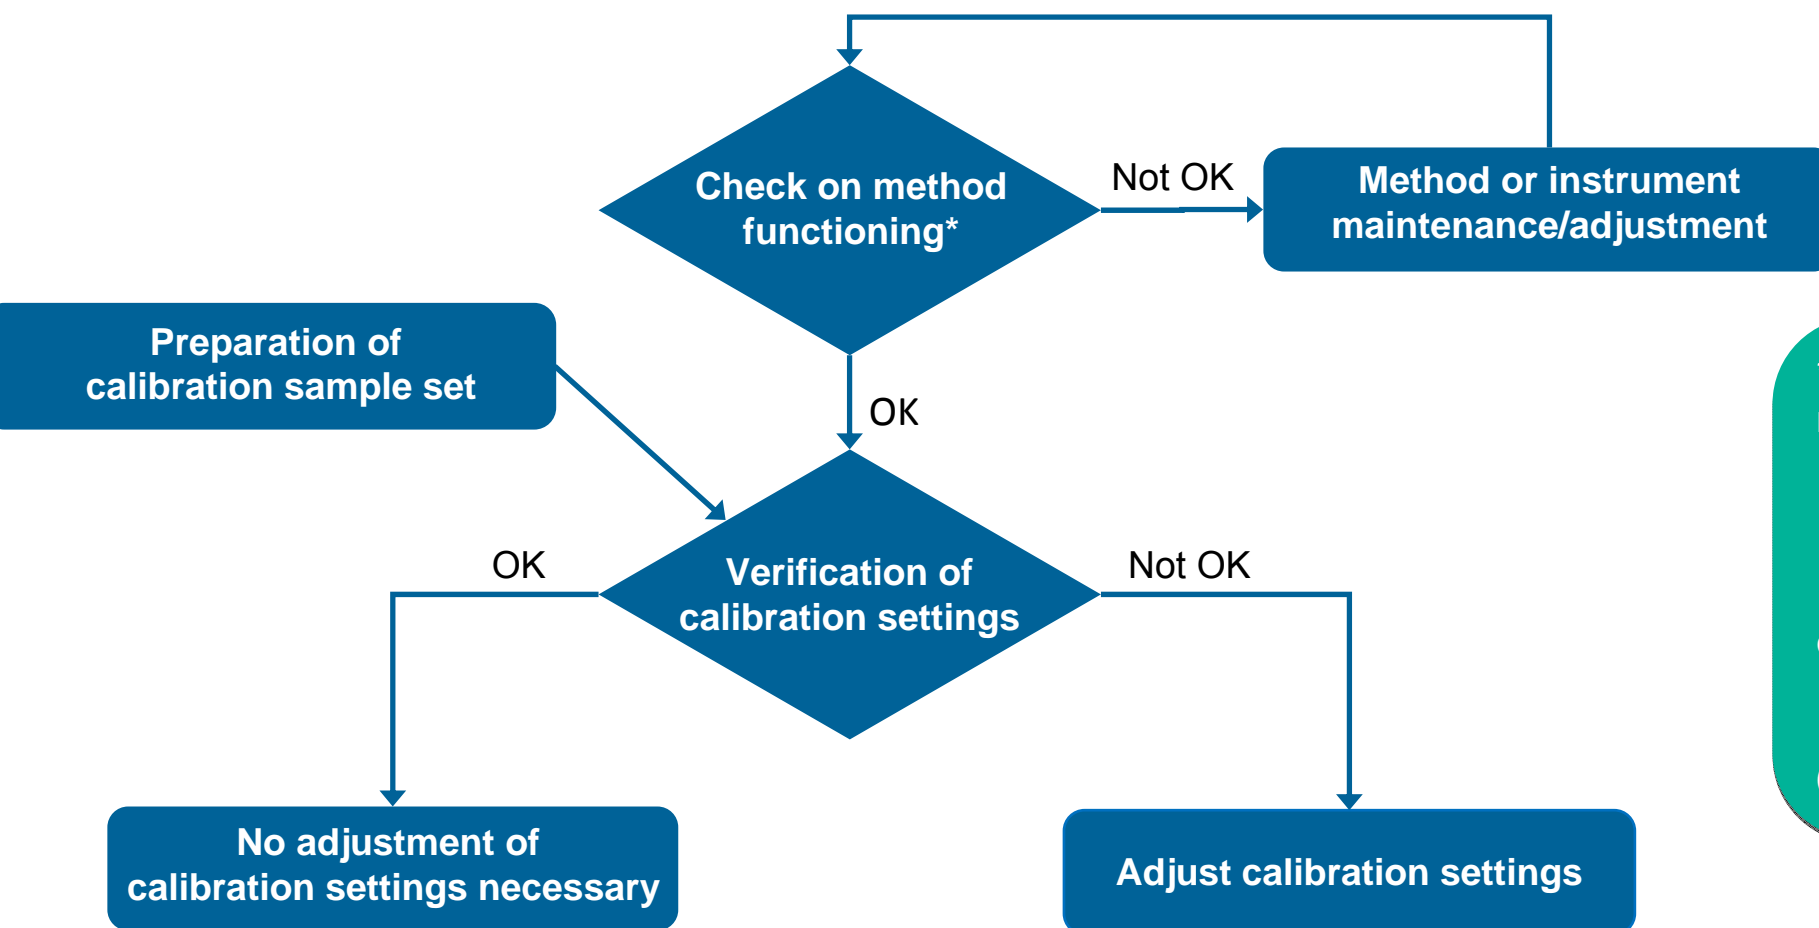 Check on method
functioning*
Not OK
Method or instrument
maintenance/adjustment
Preparation of
calibration sample set
OK
OK
Verification of
calibration settings
Not OK
No adjustment of
calibration settings necessary
Adjust calibration settings